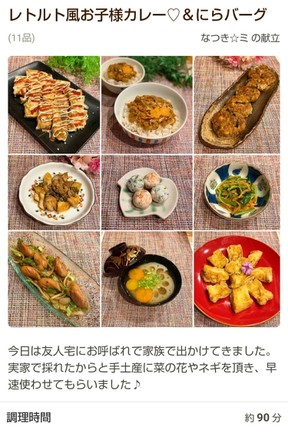 レトルト風お子様カレー♡&にらバーグ
(11品)
なつき☆ミ の献立
今日は友人宅にお呼ばれで家族で出かけてきました。
実家で採れたからと手土産に菜の花やネギを頂き、早
速使わせてもらいました♪
調理時間
約 90 分